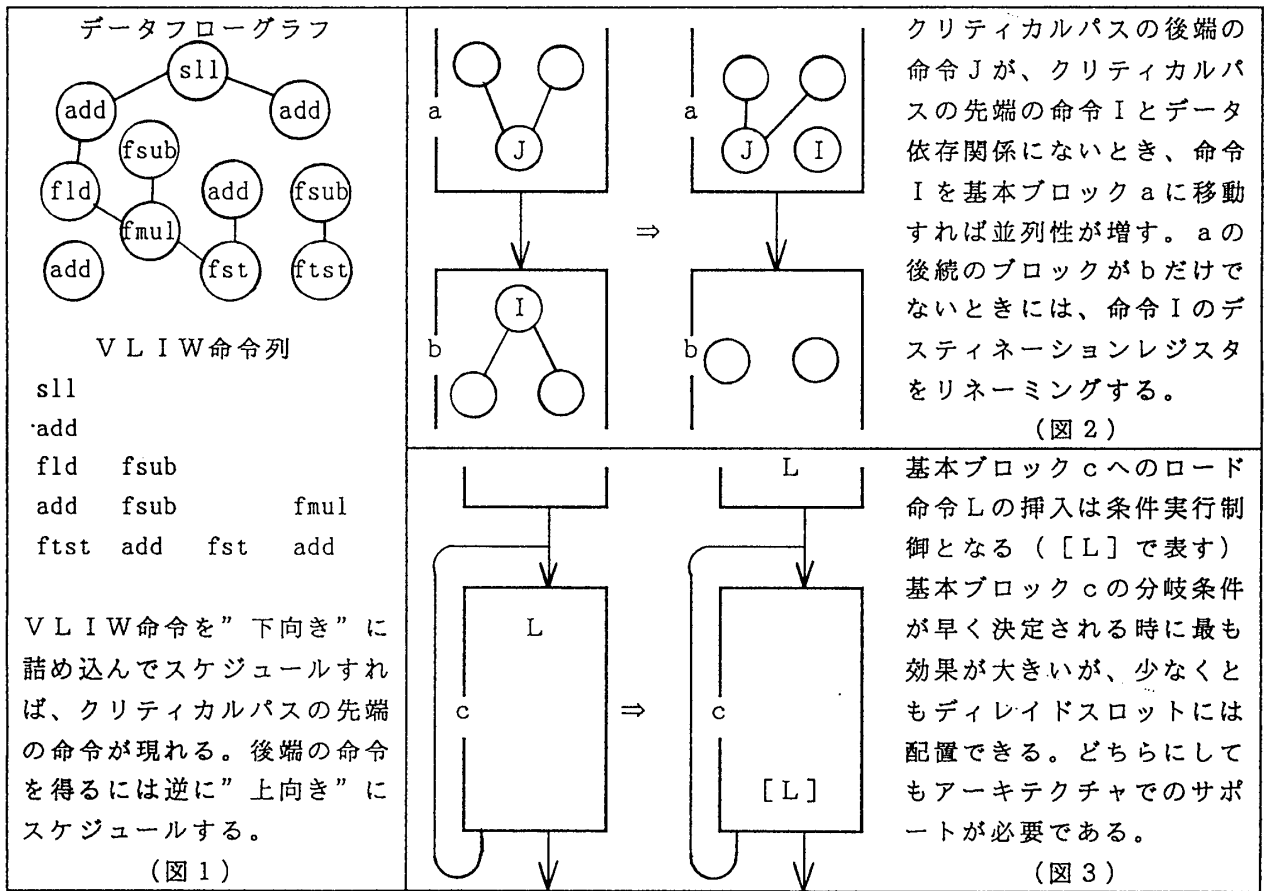 データフローグラフ
sll
add
add
fsub
fld
add
fsub
fmul
add
fst
ftst
VLIW命令列
sll
add
fld fsub
add fsub fmul
ftst add fst add
VLIW命令を”下向き”に
詰め込んでスケジュールすれ
ば、クリティカルパスの先端
の命令が現れる。後端の命令
を得るには逆に”上向き”に
スケジュールする。
(図1)
a
J
b
I
⇒
a
J
I
b
クリティカルパスの後端の
命令Jが、クリティカルパ
スの先端の命令Iとデータ
依存関係にないとき、命令
Iを基本ブロックaに移動
すれば並列性が増す。aの
後続のブロックがbだけで
ないときには、命令Iのデ
スティネーションレジスタ
をリネーミングする。
(図2)
L
c
⇒
L
c
[L]
基本ブロックcへのロード
命令Lの挿入は条件実行制
御となる([L]で表す)
基本ブロックcの分岐条件
が早く決定される時に最も
効果が大きいが、少なくと
もディレイドスロットには
配置できる。どちらにして
もアーキテクチャでのサポ
ートが必要である。
(図3)